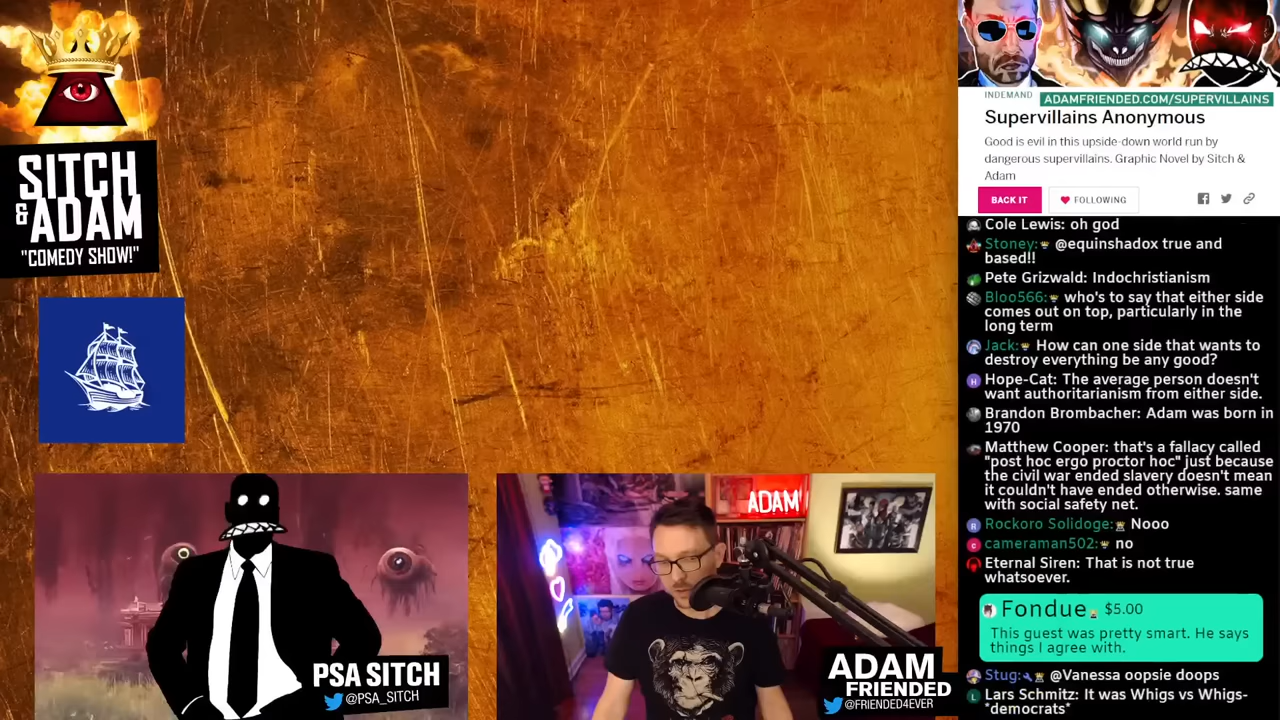 SITCH
& ADAM
"COMEDY SHOW!"
PSA SITCH
@PSA_SITCH
ADAM
ADAM
FRIENDED
@FRIENDED4EVER
INDEMAND
ADAMFRIENDED.COM/SUPERVILLAINS
Supervillains Anonymous
Good is evil in this upside-down world run by
dangerous supervillains. Graphic Novel by Sitch &
Adam
BACK IT
FOLLOWING
Cole Lewis: oh god
Stoney: @equinshadox true and
based!!
Pete Grizwald: Indochristianism
Bloo566: who's to say that either side
comes out on top, particularly in the
long term
Jack: How can one side that wants to
destroy everything be any good?
H
Hope-Cat: The average person doesn't
want authoritarianism from either side.
Brandon Brombacher: Adam was born in
1970
Matthew Cooper: that's a fallacy called
"post hoc ergo proctor hoc" just because
the civil war ended slavery doesn't mean
it couldn't have ended otherwise. same
with social safety net.
R
Rockoro Solidoge: Nooo
c
cameraman502: no
Eternal Siren: That is not true
whatsoever.
Fondue $5.00
This guest was pretty smart. He says
things I agree with.
Stug: @Vanessa oopsie doops
L
Lars Schmitz: It was Whigs vs Whigs-
*democrats*